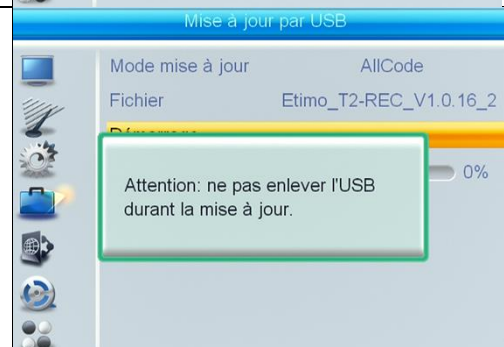 Mise à jour par USB
Mode mise à jour AllCode
Fichier Etimo_T2-REC_V1.0.16_2
Démarrage
0%
Attention: ne pas enlever l'USB
durant la mise à jour.